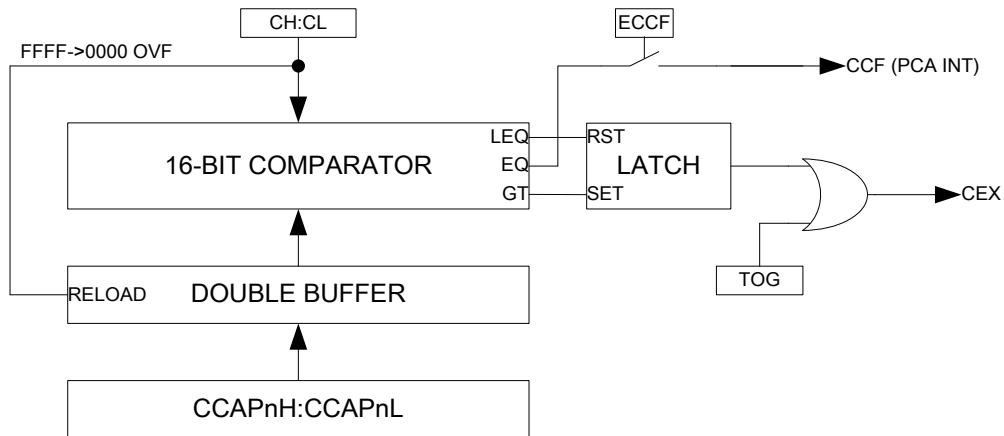 CH:CL
ECCF
FFFF->0000 OVF
CCF (PCA INT)
16-BIT COMPARATOR
LEQ
EQ
GT
RST
SET
LATCH
CEX
TOG
RELOAD
DOUBLE BUFFER
CCAPnH:CCAPnL